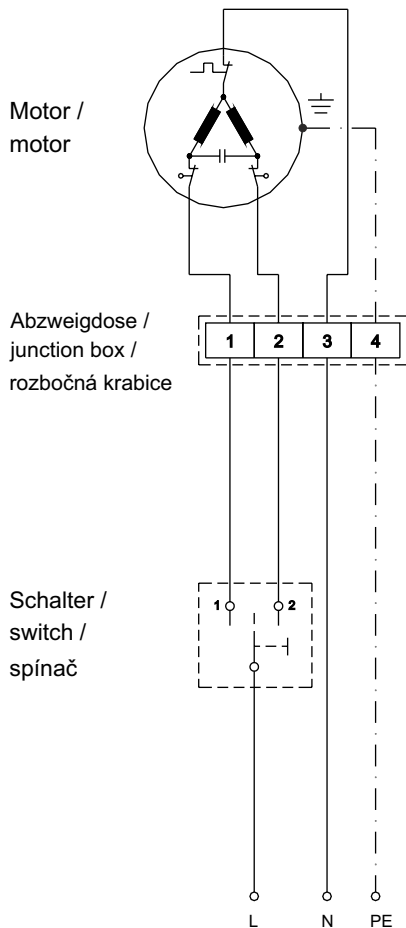 Motor /
motor
Abzweigdose /
junction box /
rozbočná krabice
1 2 3 4
Schalter /
switch /
spínač
1 2
L N PE